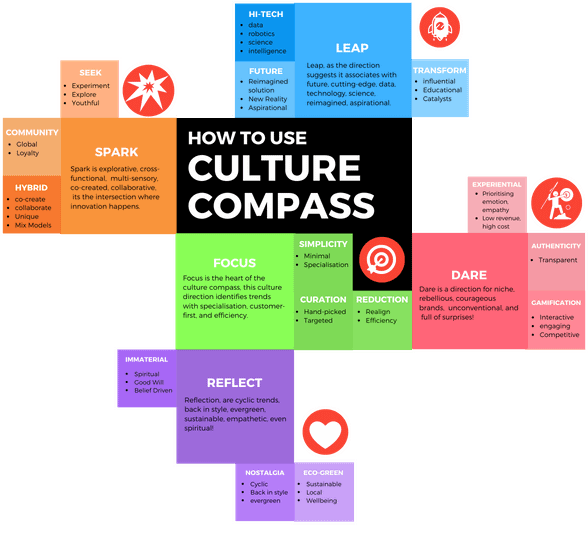 HI-TECH
• data
• robotics
• science
• intelligence
LEAP
Leap, as the direction
suggests it associates with
future, cutting-edge, data,
technology, science,
reimagined, aspirational.
FUTURE
• Reimagined
solution
• New Reality
• Aspirational
TRANSFORM
• influential
• Educational
• Catalysts
SEEK
• Experiment
• Explore
• Youthful
COMMUNITY
• Global
• Loyalty
SPARK
Spark is explorative, cross-
functional, multi-sensory,
co-created, collaborative,
its the intersection where
innovation happens.
HYBRID
• co-create
• collaborate
• Unique
• Mix Models
HOW TO USE
CULTURE
COMPASS
EXPERIENTIAL
• Prioritising
emotion,
empathy
• Low revenue,
high cost
FOCUS
Focus is the heart of the
culture compass, this culture
direction identifies trends
with specialisation, customer-
first, and efficiency.
SIMPLICITY
• Minimal
• Specialisation
CURATION
• Hand-picked
• Targeted
REDUCTION
• Realign
• Efficiency
DARE
Dare is a direction for niche,
rebellious, courageous
brands, unconventional, and
full of surprises!
AUTHENTICITY
• Transparent
GAMIFICATION
• Interactive
• engaging
• Competitive
IMMATERIAL
• Spiritual
• Good Will
• Belief Driven
REFLECT
Reflection, are cyclic trends,
back in style, evergreen,
sustainable, empathetic, even
spiritual!
NOSTALGIA
• Cyclic
• Back in style
• evergreen
ECO-GREEN
• Sustainable
• Local
• Wellbeing